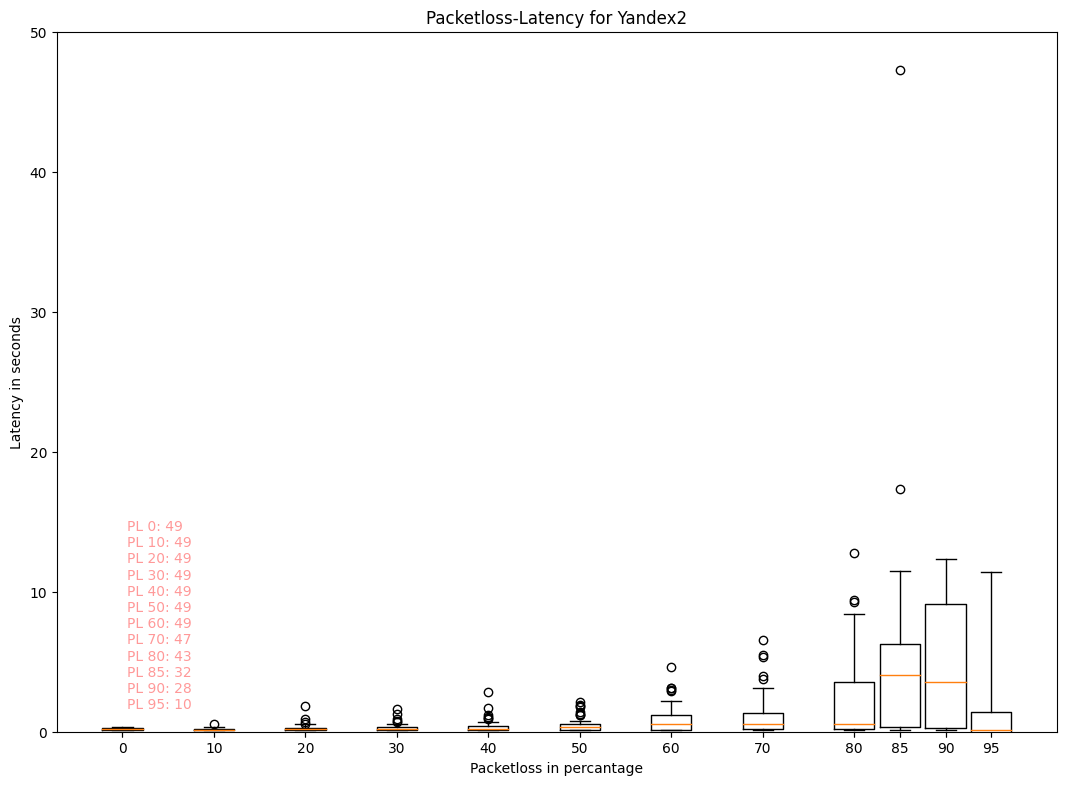 Packetloss-Latency for Yandex2
50
40
30
20
10
0
Latency in seconds
PL 0: 49
PL 10: 49
PL 20: 49
PL 30: 49
PL 40: 49
PL 50: 49
PL 60: 49
PL 70: 47
PL 80: 43
PL 85: 32
PL 90: 28
PL 95: 10
0 10 20 30 40 50 60 70 80 85 90 95
Packetloss in percantage